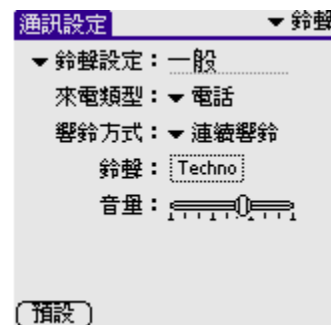 通訊設定 鈴聲
鈴聲設定：一般
來電類型：電話
響鈴方式：連續響鈴
鈴聲：Techno
音量：
預設